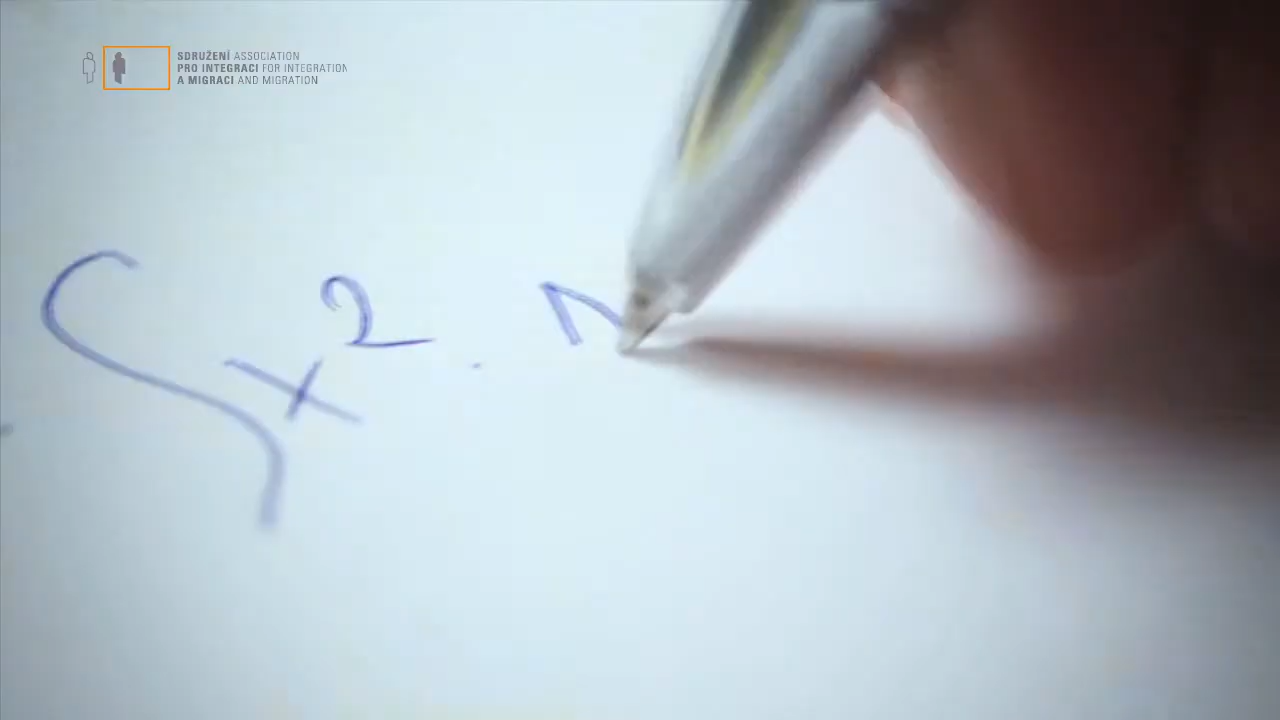 SDRUŽENÍ ASSOCIATION
PRO INTEGRACI FOR INTEGRATION
A MIGRACI AND MIGRATION
∫x² .